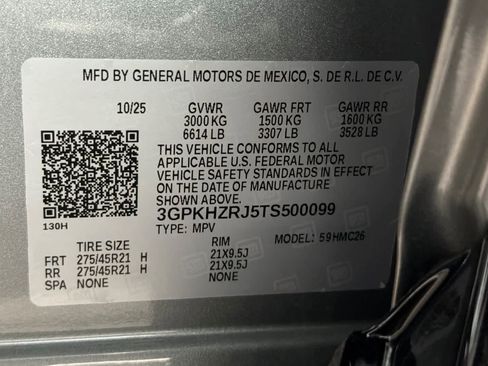 MFD BY GENERAL MOTORS DE MEXICO, S. DE R.L. DE C.V.
10/25 GVWR GAWR FRT GAWR RR
3000 KG 1500 KG 1600 KG
6614 LB 3307 LB 3528 LB
THIS VEHICLE CONFORMS TO ALL
APPLICABLE U.S. FEDERAL MOTOR
VEHICLE SAFETY STANDARDS IN EFFECT
ON THE DATE OF MANUFACTURE
SHOWN ABOVE.
130H
3GPKHZRJ5TS500099
TYPE: MPV MODEL: 59HMC26
TIRE SIZE RIM
FRT 275/45R21 H 21X9.5J
RR 275/45R21 H 21X9.5J
SPA NONE NONE